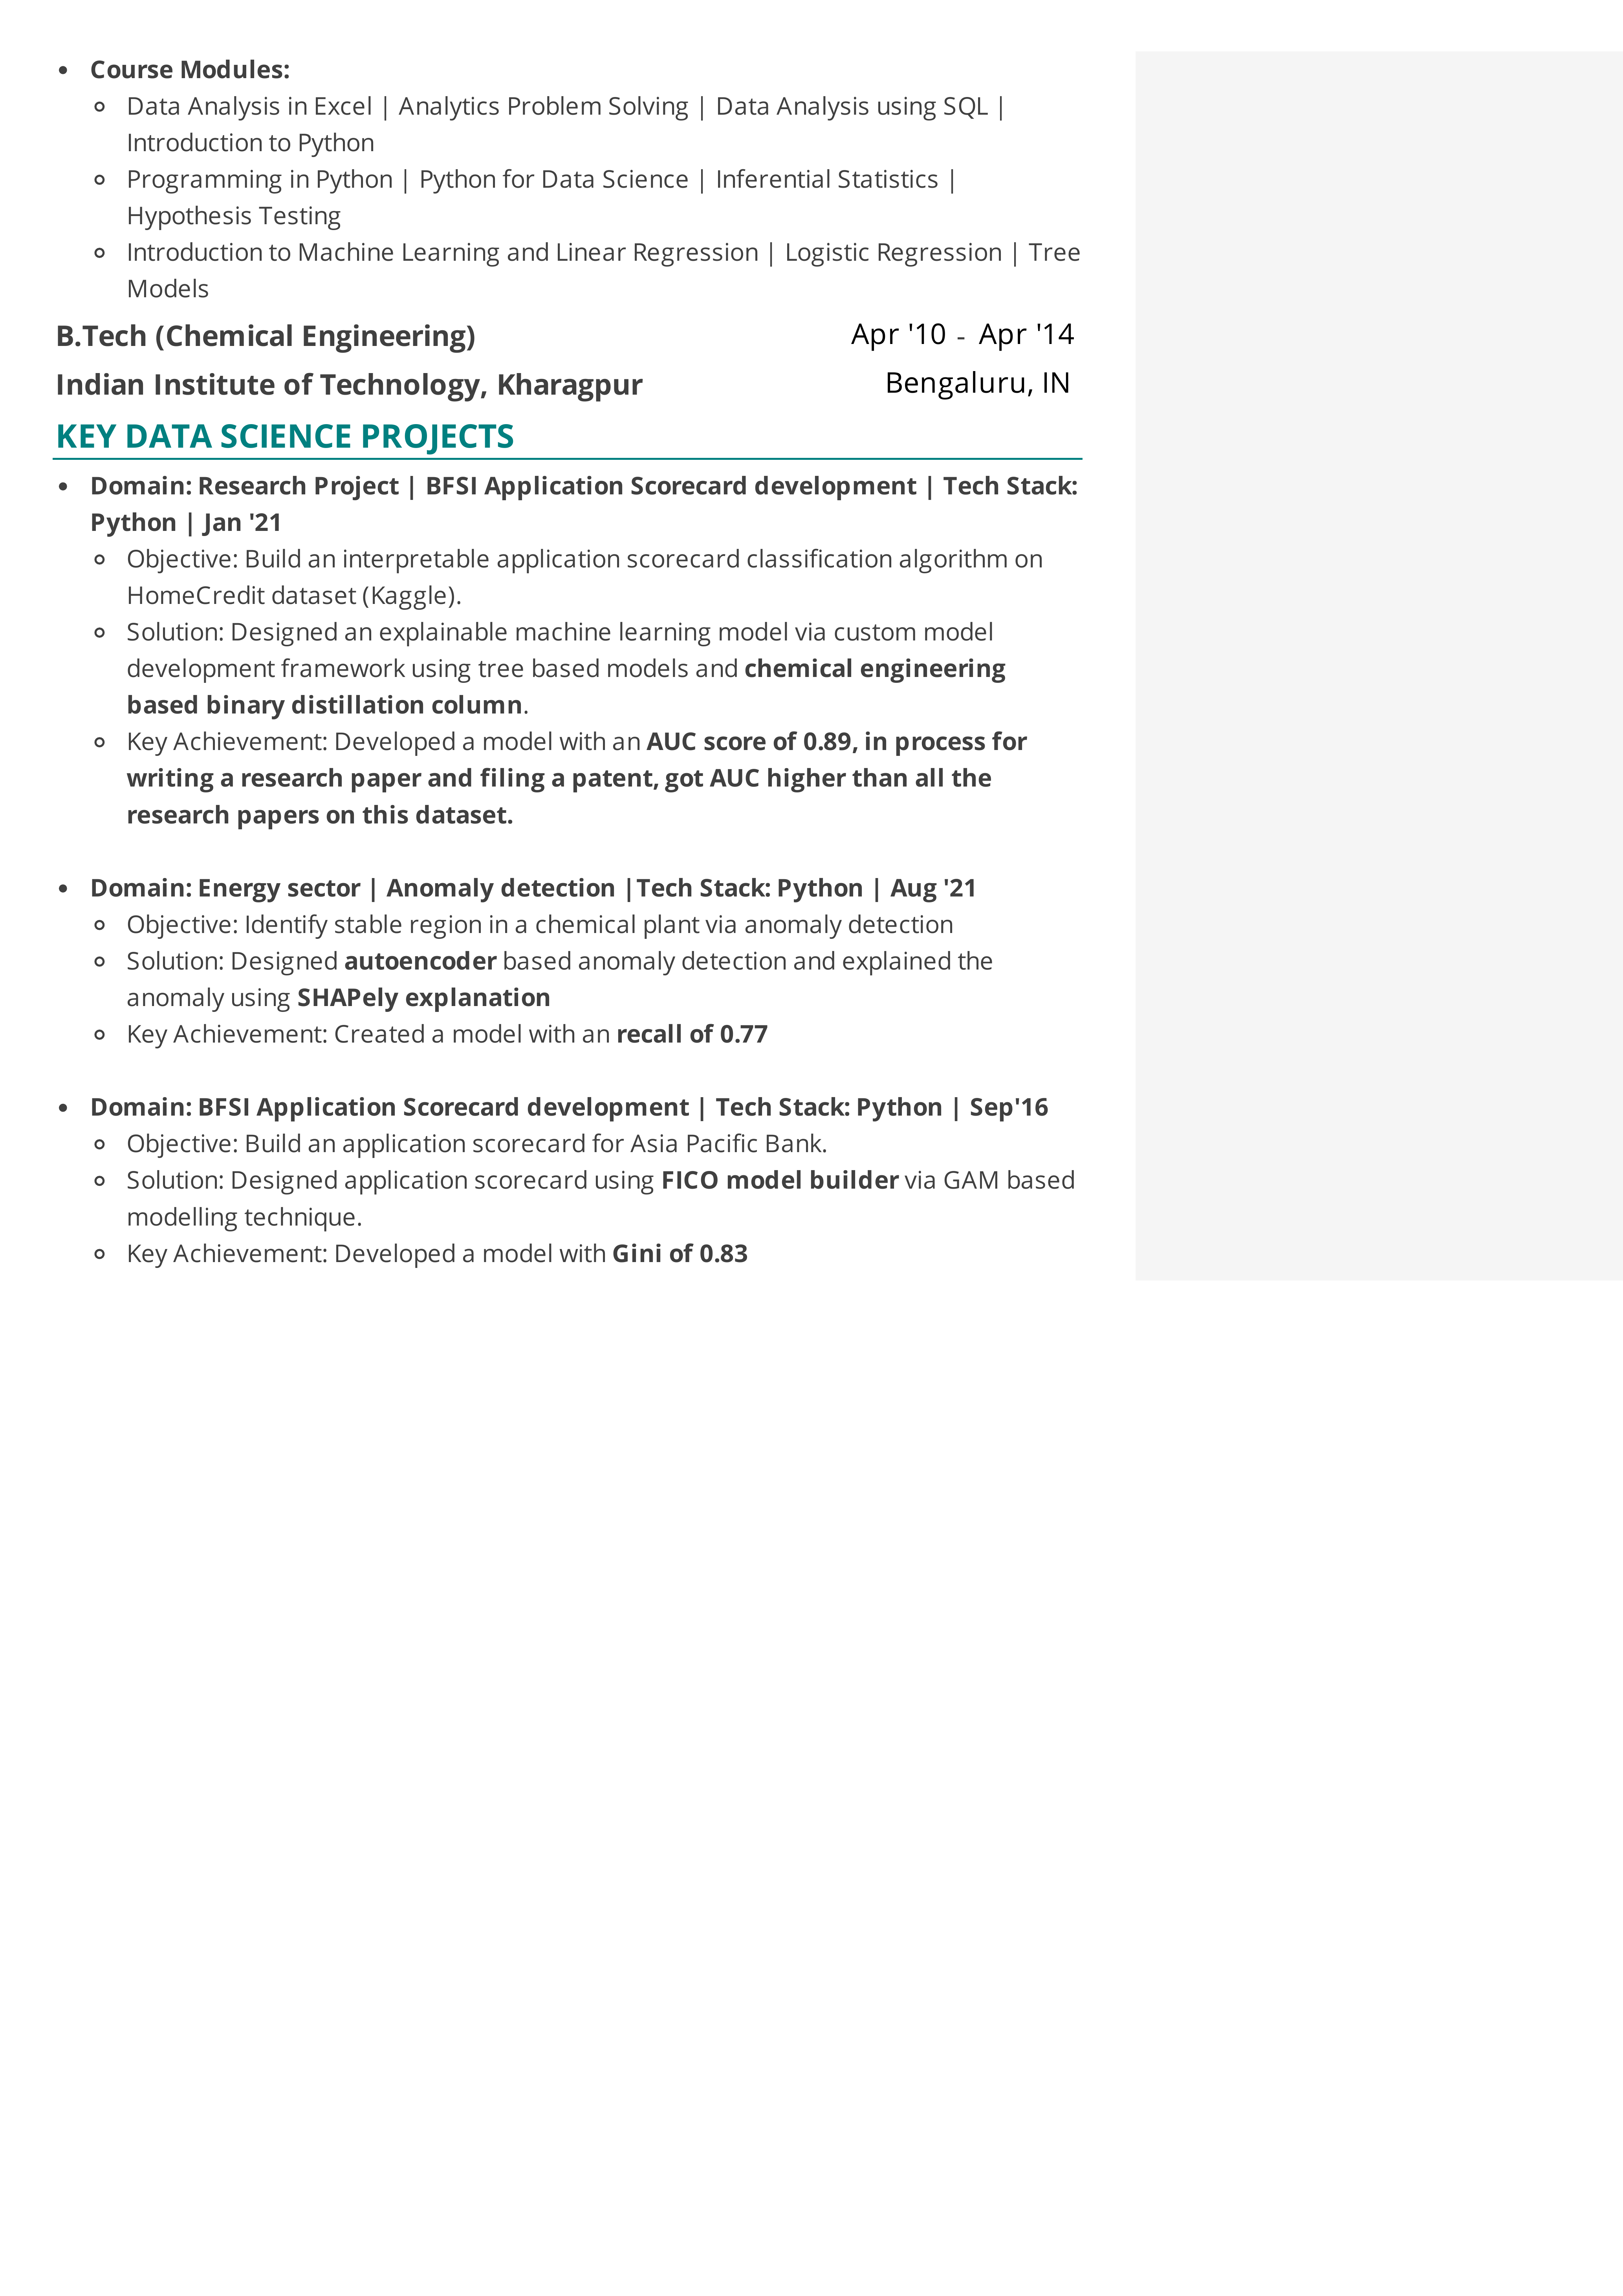 • Course Modules:
Data Analysis in Excel | Analytics Problem Solving | Data Analysis using SQL |
Introduction to Python
Programming in Python | Python for Data Science | Inferential Statistics |
Hypothesis Testing
Introduction to Machine Learning and Linear Regression | Logistic Regression | Tree
Models
B.Tech (Chemical Engineering) Apr '10 - Apr '14
Indian Institute of Technology, Kharagpur Bengaluru, IN
KEY DATA SCIENCE PROJECTS
• Domain: Research Project | BFSI Application Scorecard development | Tech Stack:
Python | Jan '21
Objective: Build an interpretable application scorecard classification algorithm on
HomeCredit dataset (Kaggle).
Solution: Designed an explainable machine learning model via custom model
development framework using tree based models and chemical engineering
based binary distillation column.
Key Achievement: Developed a model with an AUC score of 0.89, in process for
writing a research paper and filing a patent, got AUC higher than all the
research papers on this dataset.
• Domain: Energy sector | Anomaly detection |Tech Stack: Python | Aug '21
Objective: Identify stable region in a chemical plant via anomaly detection
Solution: Designed autoencoder based anomaly detection and explained the
anomaly using SHAPely explanation
Key Achievement: Created a model with an recall of 0.77
• Domain: BFSI Application Scorecard development | Tech Stack: Python | Sep'16
Objective: Build an application scorecard for Asia Pacific Bank.
Solution: Designed application scorecard using FICO model builder via GAM based
modelling technique.
Key Achievement: Developed a model with Gini of 0.83